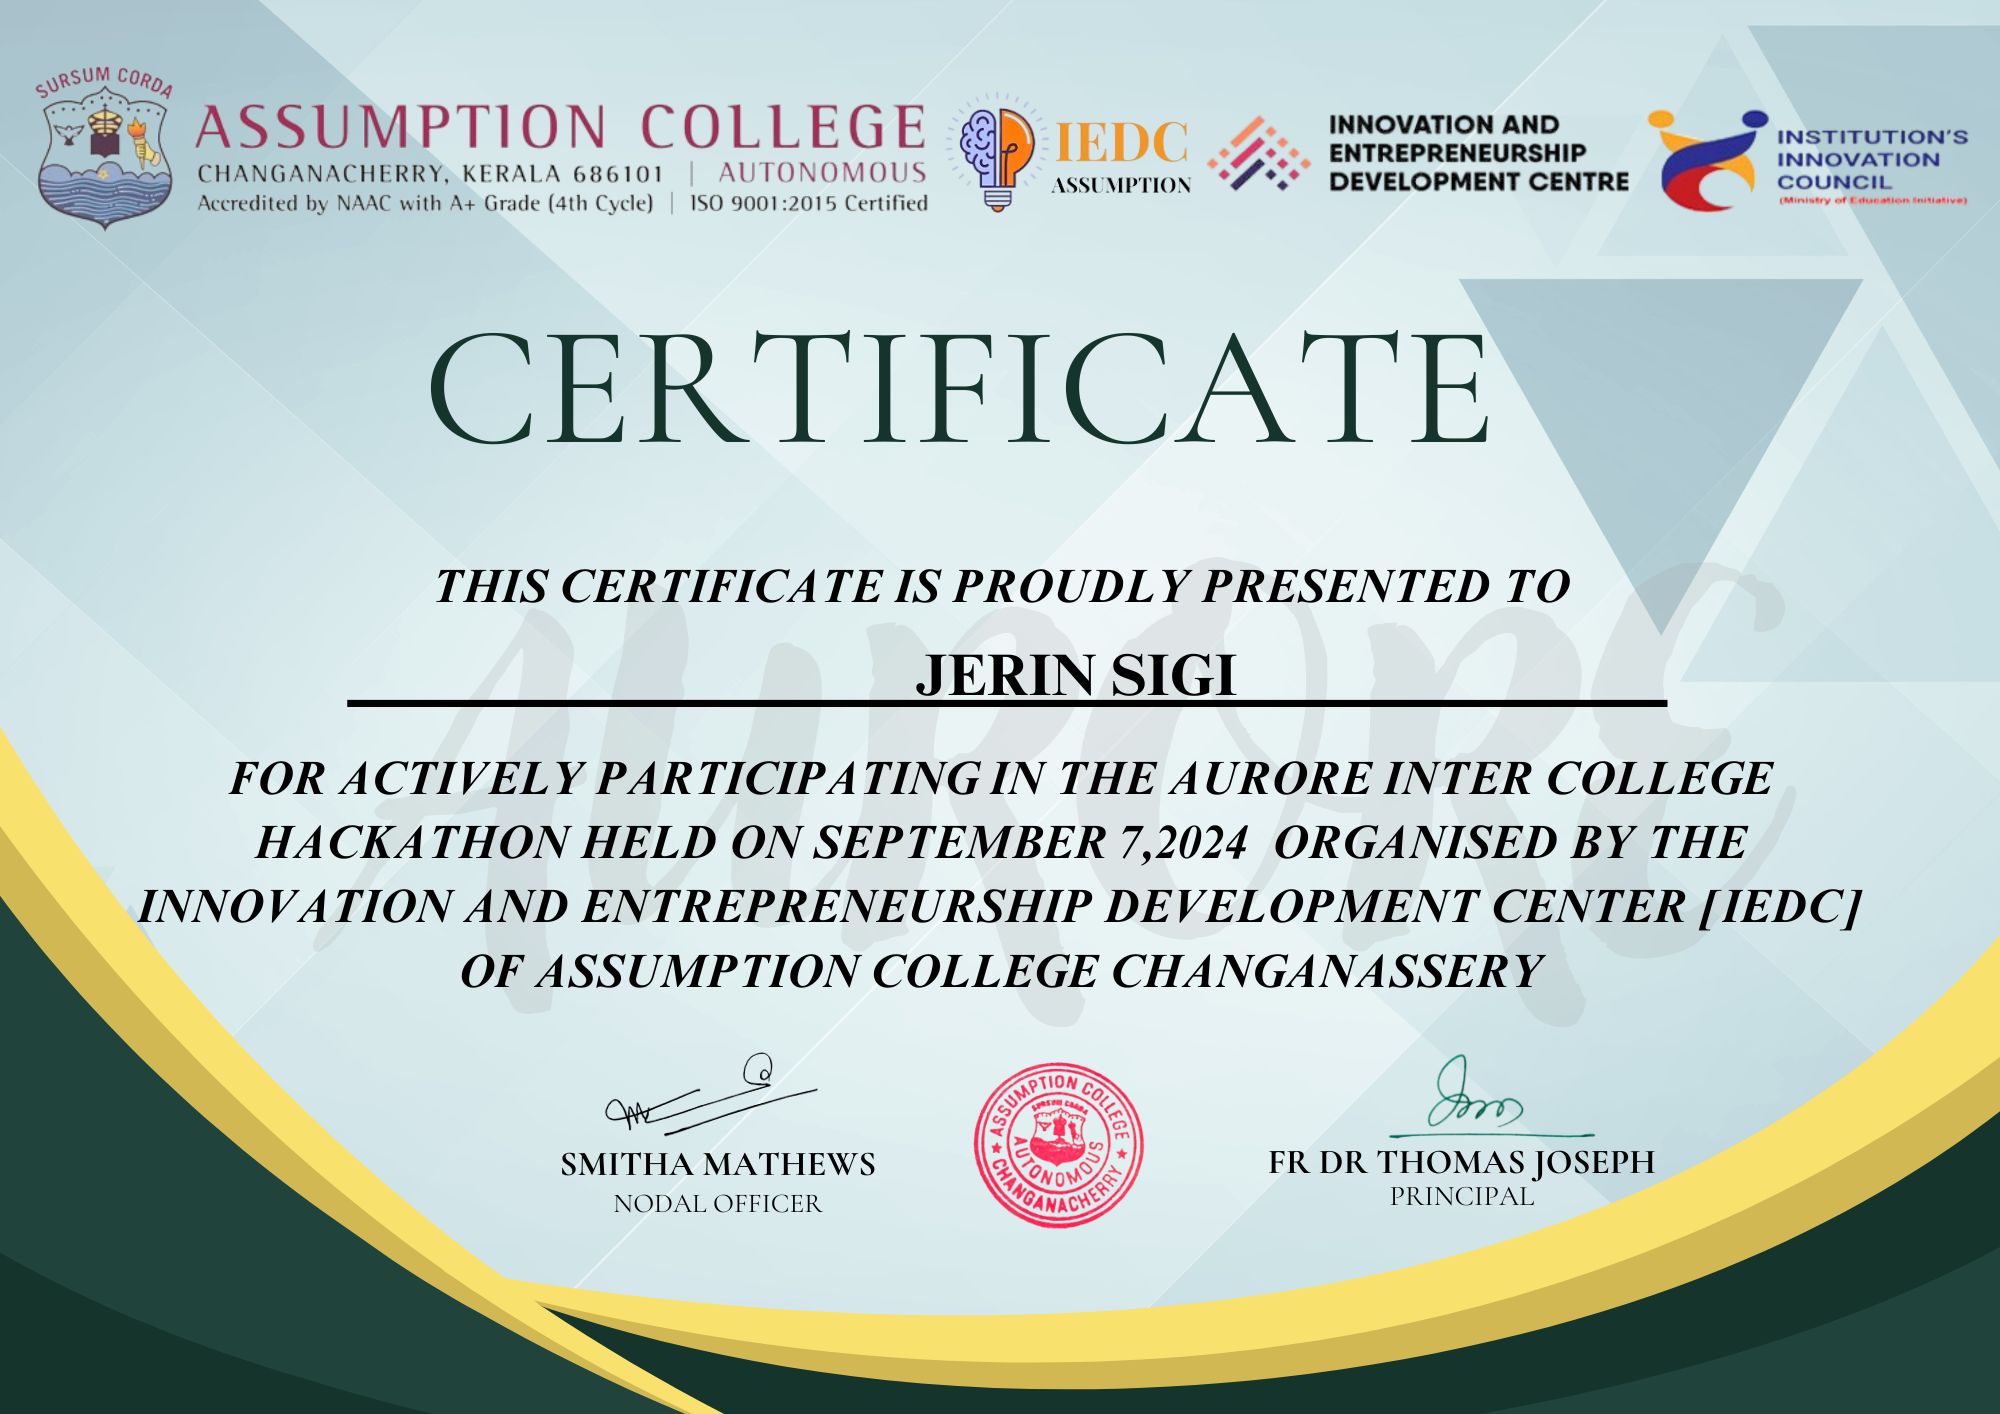 SURSUM CORDA
ASSUMPTION COLLEGE
CHANGANACHERRY, KERALA 686101 | AUTONOMOUS
Accredited by NAAC with A+ Grade (4th Cycle) | ISO 9001:2015 Certified
IEDC
ASSUMPTION
INNOVATION AND
ENTREPRENEURSHIP
DEVELOPMENT CENTRE
INSTITUTION'S
INNOVATION
COUNCIL
(Ministry of Education Initiative)
CERTIFICATE
AURORE
THIS CERTIFICATE IS PROUDLY PRESENTED TO
JERIN SIGI
FOR ACTIVELY PARTICIPATING IN THE AURORE INTER COLLEGE
HACKATHON HELD ON SEPTEMBER 7,2024 ORGANISED BY THE
INNOVATION AND ENTREPRENEURSHIP DEVELOPMENT CENTER [IEDC]
OF ASSUMPTION COLLEGE CHANGANASSERY
SMITHA MATHEWS
NODAL OFFICER
ASSUMPTION COLLEGE
SURSUM CORDA
AUTONOMOUS
CHANGANACHERRY
FR DR THOMAS JOSEPH
PRINCIPAL